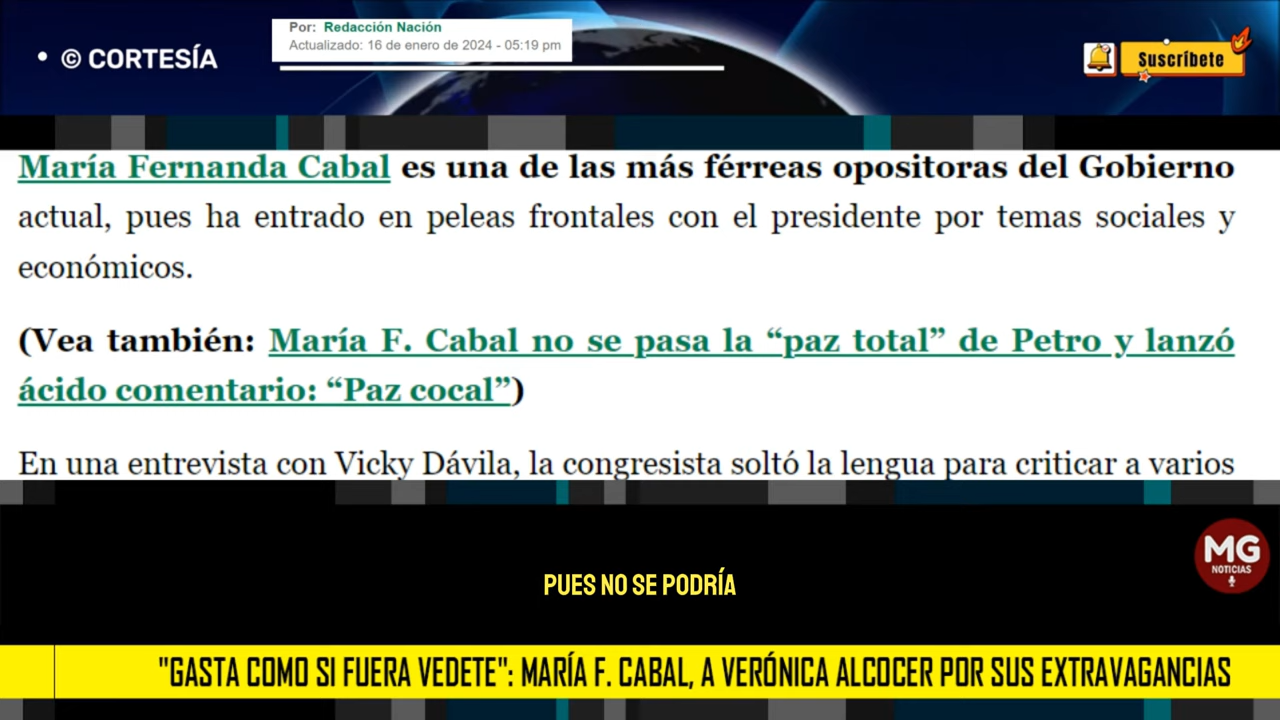 Por: Redacción Nación
Actualizado: 16 de enero de 2024 - 05:19 pm
• © CORTESÍA
Suscríbete
María Fernanda Cabal es una de las más férreas opositoras del Gobierno
actual, pues ha entrado en peleas frontales con el presidente por temas sociales y
económicos.
(Vea también: María F. Cabal no se pasa la “paz total” de Petro y lanzó
ácido comentario: “Paz cocal”)
En una entrevista con Vicky Dávila, la congresista soltó la lengua para criticar a varios
MG
NOTICIAS
PUES NO SE PODRÍA
"GASTA COMO SI FUERA VEDETE": MARÍA F. CABAL, A VERÓNICA ALCOCER POR SUS EXTRAVAGANCIAS